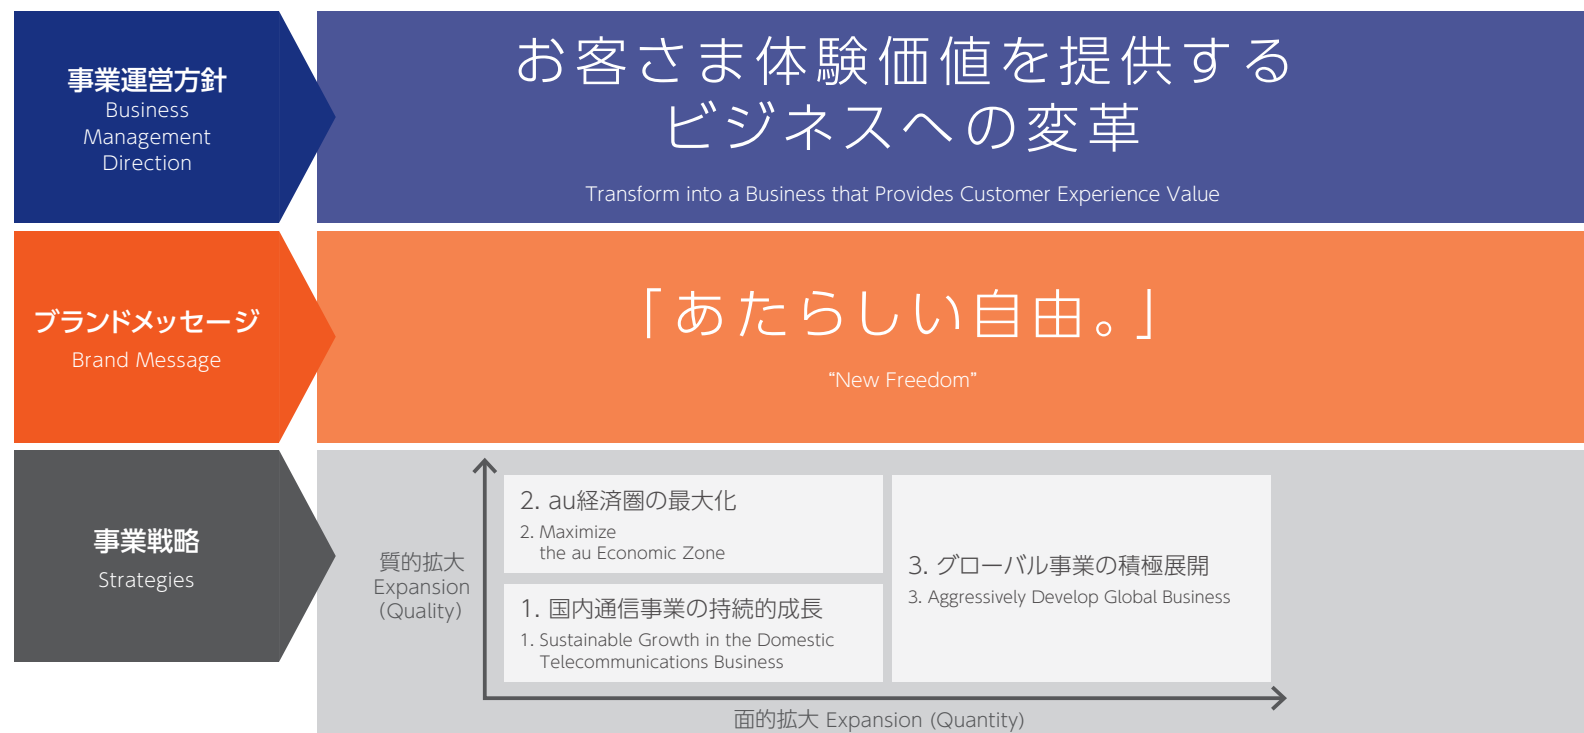 事業運営方針
Business
Management
Direction
お客さま体験価値を提供する
ビジネスへの変革
Transform into a Business that Provides Customer Experience Value
ブランドメッセージ
Brand Message
「あたらしい自由。」
“New Freedom”
事業戦略
Strategies
質的拡大
Expansion
(Quality)
2. au経済圏の最大化
2. Maximize
the au Economic Zone
1. 国内通信事業の持続的成長
1. Sustainable Growth in the Domestic
Telecommunications Business
3. グローバル事業の積極展開
3. Aggressively Develop Global Business
面的拡大 Expansion (Quantity)